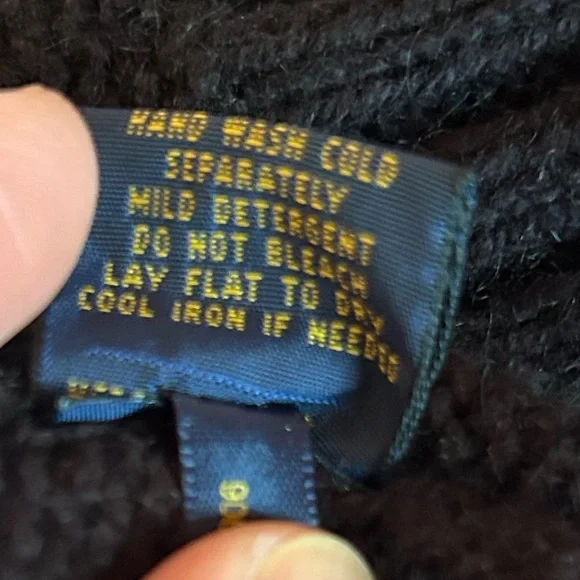 HAND WASH COLD
SEPARATELY
MILD DETERGENT
DO NOT BLEACH
LAY FLAT TO DRY
COOL IRON IF NEEDED